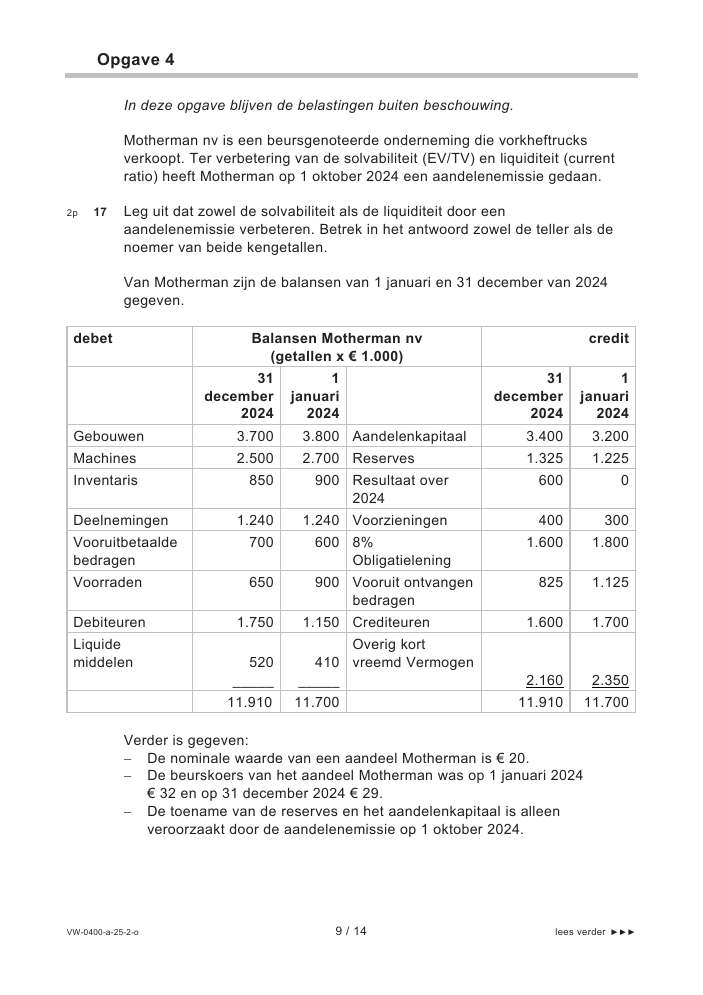 Opgave 4
In deze opgave blijven de belastingen buiten beschouwing.
Motherman nv is een beursgenoteerde onderneming die vorkheftrucks
verkoopt. Ter verbetering van de solvabiliteit (EV/TV) en liquiditeit (current
ratio) heeft Motherman op 1 oktober 2024 een aandelenemissie gedaan.
2p 17 Leg uit dat zowel de solvabiliteit als de liquiditeit door een
aandelenemissie verbeteren. Betrek in het antwoord zowel de teller als de
noemer van beide kengetallen.
Van Motherman zijn de balansen van 1 januari en 31 december van 2024
gegeven.
debet Balansen Motherman nv credit
(getallen x € 1.000)
31 1 31 1
december januari december januari
2024 2024 2024 2024
Gebouwen 3.700 3.800 Aandelenkapitaal 3.400 3.200
Machines 2.500 2.700 Reserves 1.325 1.225
Inventaris 850 900 Resultaat over 600 0
2024
Deelnemingen 1.240 1.240 Voorzieningen 400 300
Vooruitbetaalde 700 600 8% 1.600 1.800
bedragen Obligatielening
Voorraden 650 900 Vooruit ontvangen 825 1.125
bedragen
Debiteuren 1.750 1.150 Crediteuren 1.600 1.700
Liquide Overig kort
middelen 520 410 vreemd Vermogen
2.160 2.350
11.910 11.700 11.910 11.700
Verder is gegeven:
– De nominale waarde van een aandeel Motherman is € 20.
– De beurskoers van het aandeel Motherman was op 1 januari 2024
€ 32 en op 31 december 2024 € 29.
– De toename van de reserves en het aandelenkapitaal is alleen
veroorzaakt door de aandelenemissie op 1 oktober 2024.
VW-0400-a-25-2-o 9 / 14 lees verder ►►►